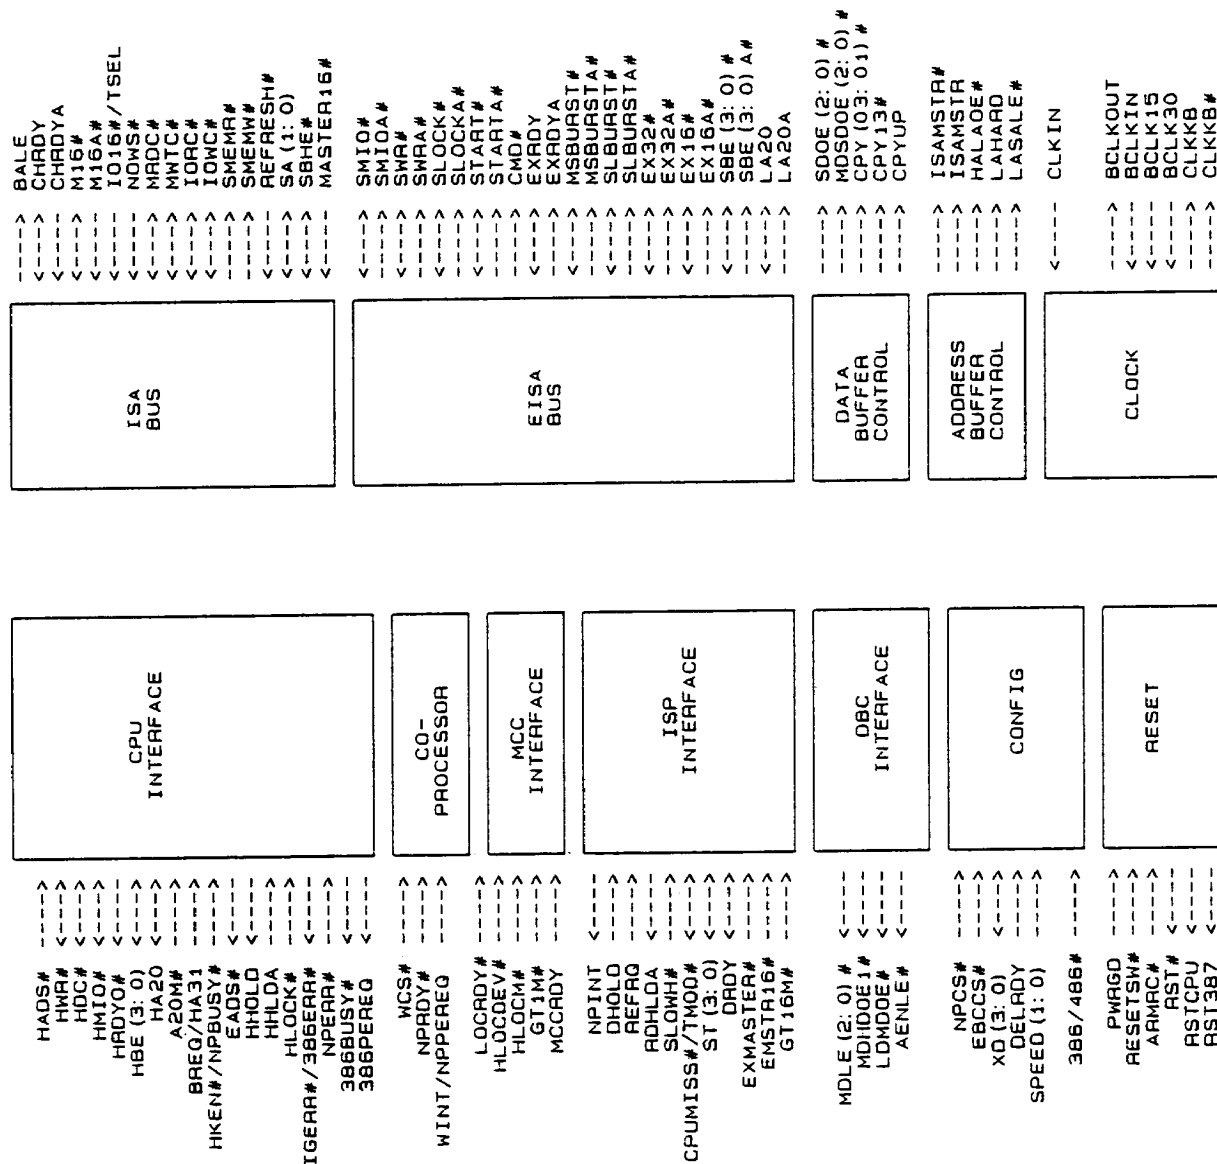 HADS#
HWR#
HDC#
HMIO#
HRDYO#
HBE (3: 0)
HA20
A20M#
BREQ/HA31
HKEN#/NPBUSY#
EADS#
HHOLD
HHLDA
HLOCK#
IGERR#/386ERR#
NPERR#
386BUSY#
386PEREQ
CPU
INTERFACE
WCS#
NPRDY#
WINT/NPPEREQ
CO-
PROCESSOR
LOCRDY#
HLOCDEV#
HLOCM#
GT1M#
MCCRDY
MCC
INTERFACE
NPINT
DHOLD
REFRQ
RDHLDA
SLOWH#
CPUMISS#/TMOD#
ST (3: 0)
DRDY
EXMASTER#
EMSTR16#
GT16M#
ISP
INTERFACE
MDLE (2: 0) #
MDHDOE1#
LDMDOE#
AENLE#
DBC
INTERFACE
NPCS#
EBCCS#
XD (3: 0)
DELRDY
SPEED (1: 0)
386/486#
CONFIG
PWRGD
RESETSW#
ARMRC#
RST#
RSTCPU
RST387
RESET
ISA
BUS
BALE
CHRDY
CHRDYA
M16#
M16A#
IO16#/TSEL
NOWS#
MRDC#
MWTC#
IORC#
IOWC#
SMEMR#
SMEMW#
REFRESH#
SA (1: 0)
SBHE#
MASTER16#
EISA
BUS
SMIO#
SMIOA#
SWR#
SWRA#
SLOCK#
SLOCKA#
START#
STARTA#
CMD#
EXRDY
EXRDYA
MSBURST#
MSBURSTA#
SLBURST#
SLBURSTA#
EX32#
EX32A#
EX16#
EX16A#
SBE (3: 0) #
SBE (3: 0) A#
LA20
LA20A
DATA
BUFFER
CONTROL
SDOE (2: 0) #
MDSDOE (2: 0) #
CPY (03: 01) #
CPY13#
CPYUP
ADDRESS
BUFFER
CONTROL
ISAMSTR#
ISAMSTR
HALAOE#
LAHARD
LASALE#
CLOCK
CLKIN
BCLKOUT
BCLKIN
BCLK15
BCLK30
CLKKB
CLKKB#